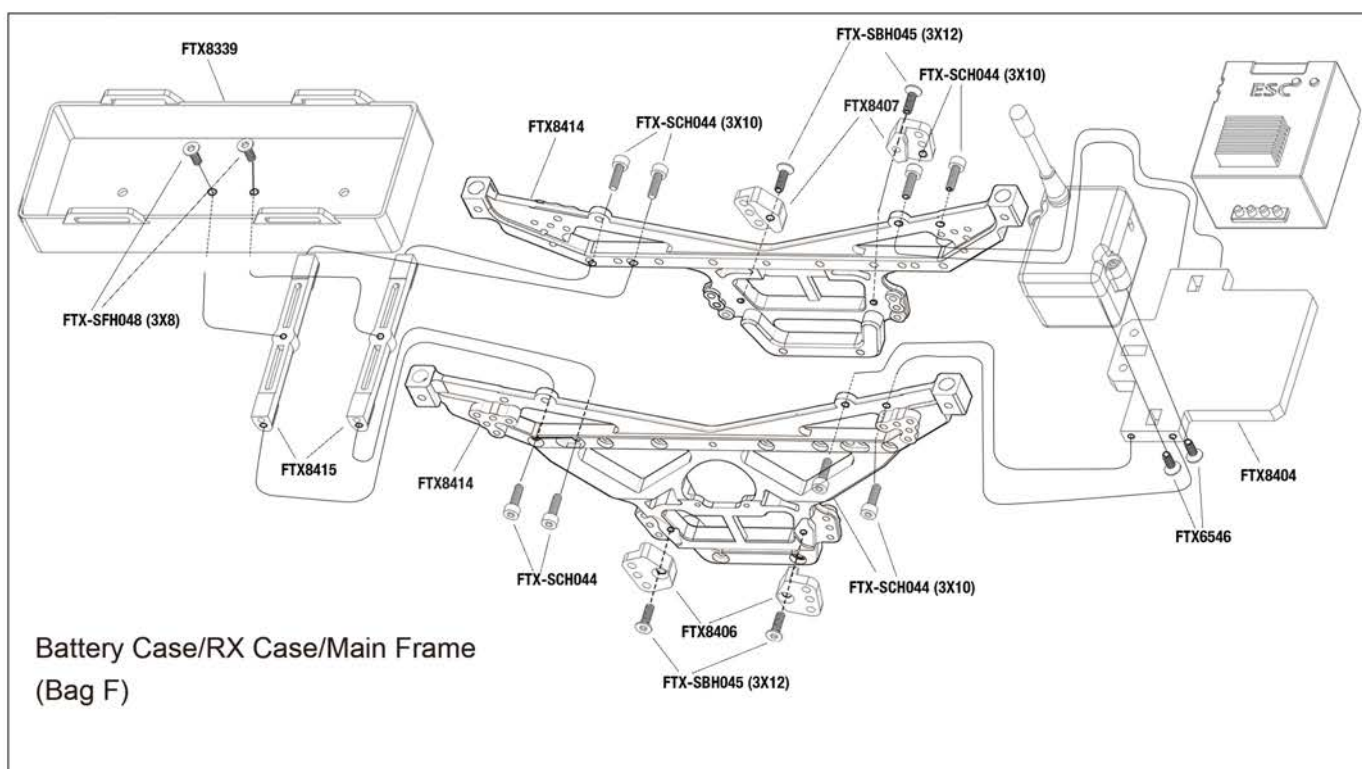 FTX8339
FTX-SBH045 (3X12)
FTX-SCH044 (3X10)
FTX8407
ESC
FTX8414
FTX-SCH044 (3X10)
FTX-SFH048 (3X8)
FTX8415
FTX8414
FTX8404
FTX6546
FTX-SCH044
FTX-SCH044 (3X10)
FTX8406
FTX-SBH045 (3X12)
Battery Case/RX Case/Main Frame
(Bag F)